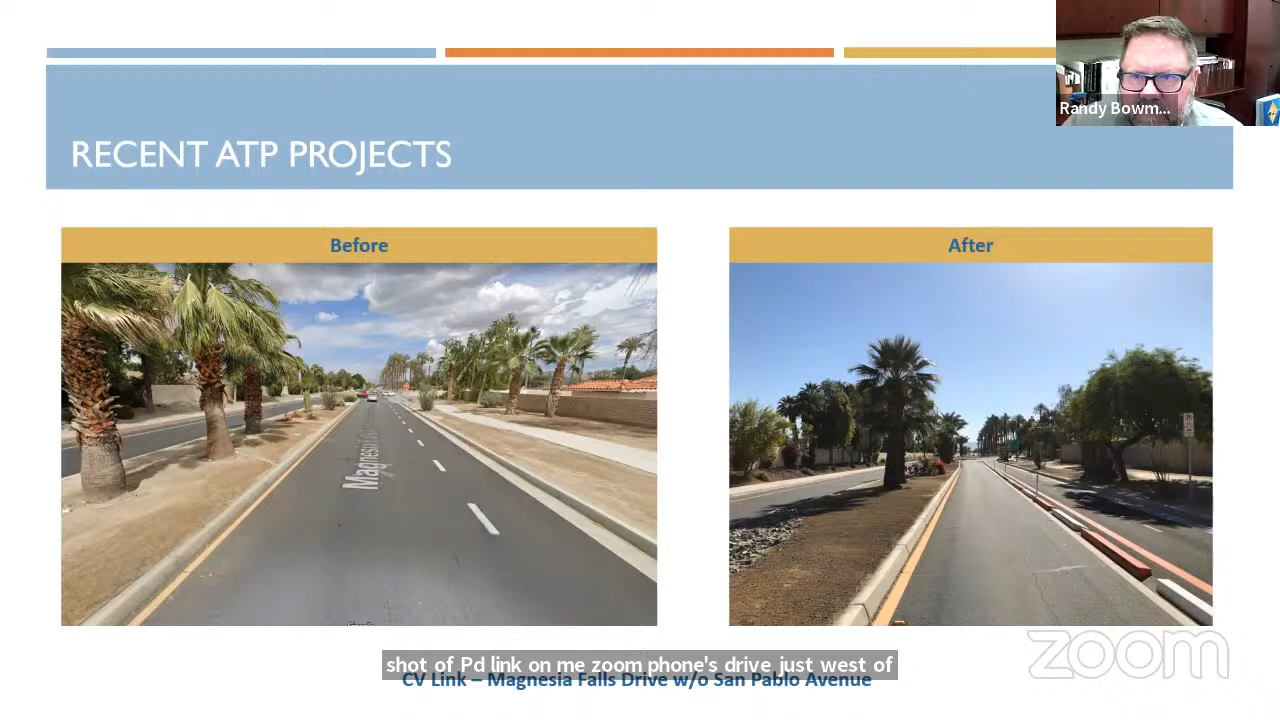 Randy Bowm...
RECENT ATP PROJECTS
Before
After
shot of Pd link on me zoom phone's drive just west of
CV Link – Magnesia Falls Drive w/o San Pablo Avenue
zoom